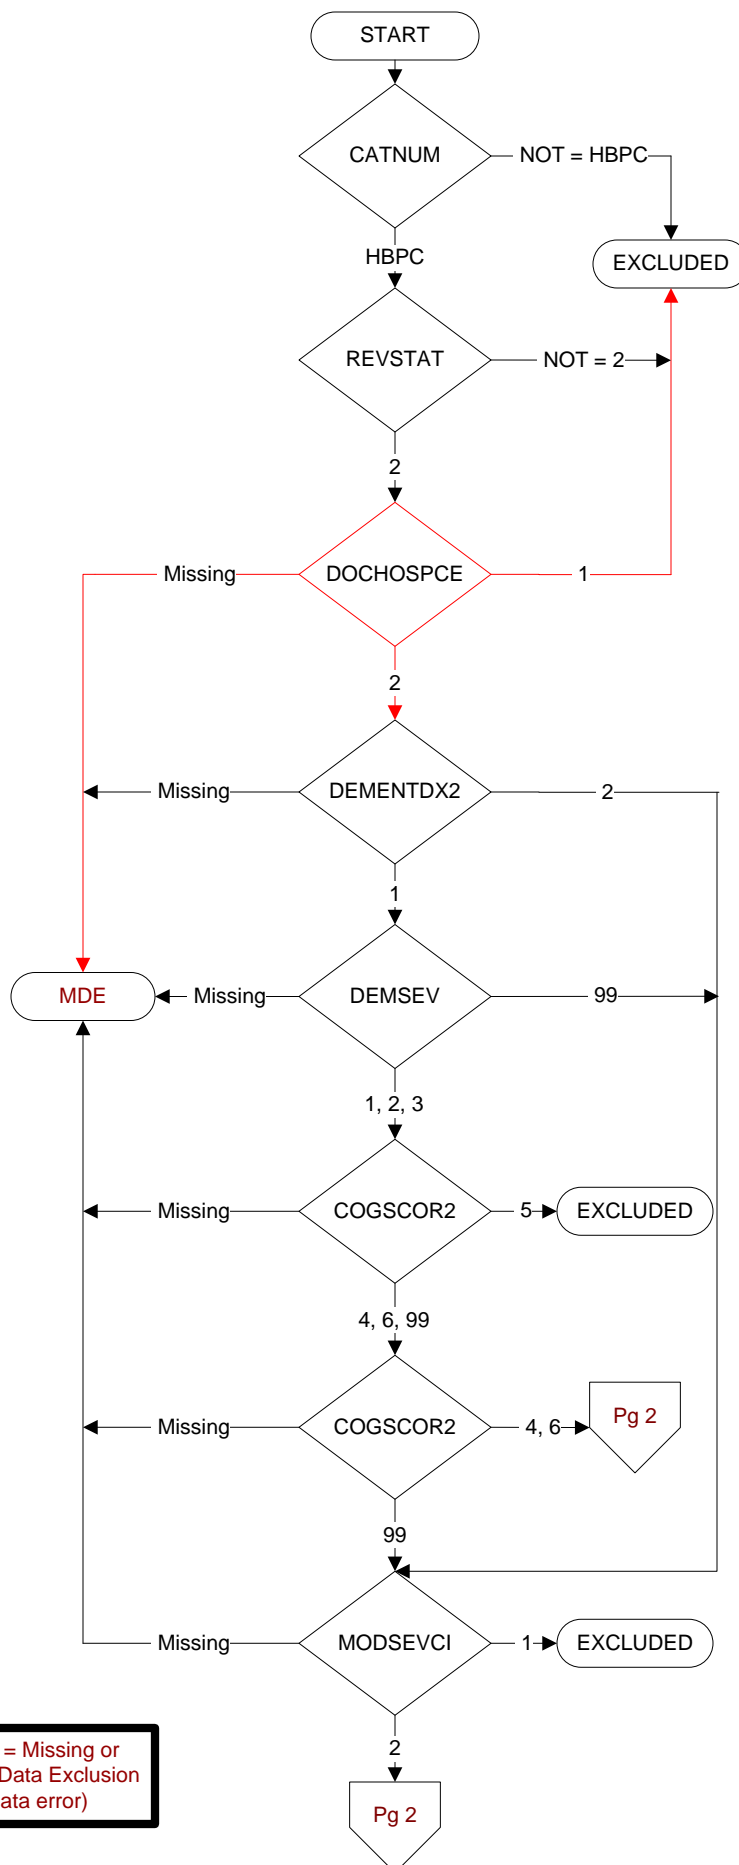 START
CATNUM
NOT = HBPC
EXCLUDED
HBPC
REVSTAT
NOT = 2
2
Missing
DOCHOSPCE
1
2
Missing
DEMENTDX2
2
1
MDE
Missing
DEMSEV
99
1, 2, 3
Missing
COGSCOR2
5
EXCLUDED
4, 6, 99
Missing
COGSCOR2
4, 6
Pg 2
99
Missing
MODSEVCI
1
EXCLUDED
2
= Missing or
Data Exclusion
ata error)
Pg 2